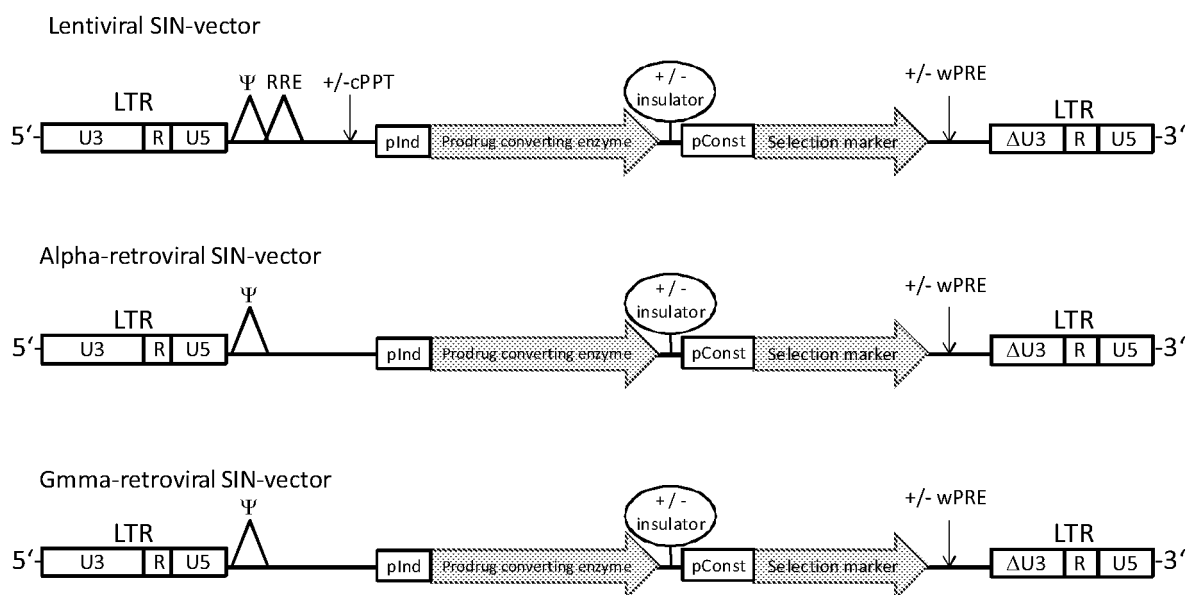 Lentiviral SIN-vector
LTR
Ψ
RRE
+/-cPPT
+ / -
insulator
+/- wPRE
LTR
5‘-
U3
R
U5
pInd
Prodrug converting enzyme
pConst
Selection marker
ΔU3
R
U5
-3‘
Alpha-retroviral SIN-vector
LTR
Ψ
+ / -
insulator
+/- wPRE
LTR
5‘-
U3
R
U5
pInd
Prodrug converting enzyme
pConst
Selection marker
ΔU3
R
U5
-3‘
Gmma-retroviral SIN-vector
LTR
Ψ
+ / -
insulator
+/- wPRE
LTR
5‘-
U3
R
U5
pInd
Prodrug converting enzyme
pConst
Selection marker
ΔU3
R
U5
-3‘